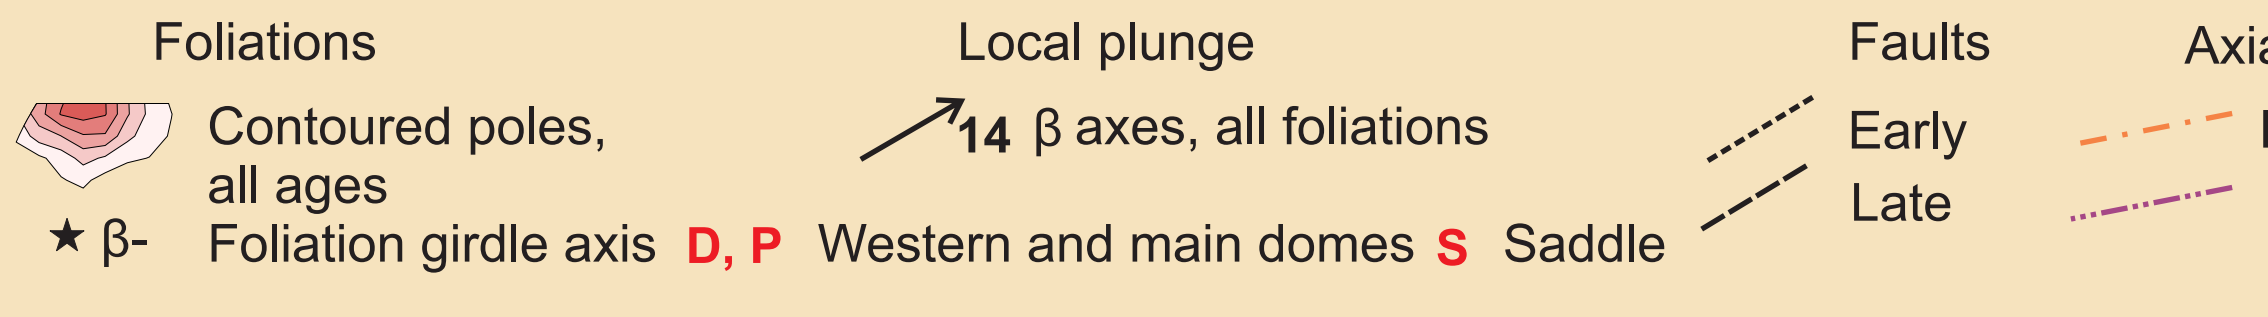 Foliations Local plunge Faults
Contoured poles, 14 β axes, all foliations Early
all ages Late
β- Foliation girdle axis D, P Western and main domes S Saddle